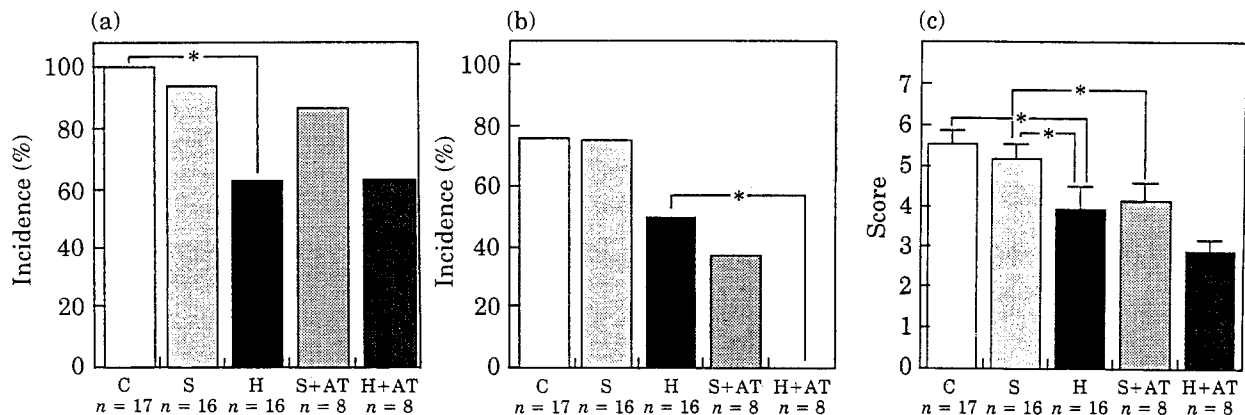 (a)
Incidence (%)
100
80
60
40
20
0
*
C S H S+AT H+AT
n = 17 n = 16 n = 16 n = 8 n = 8
(b)
Incidence (%)
100
80
60
40
20
0
*
C S H S+AT H+AT
n = 17 n = 16 n = 16 n = 8 n = 8
(c)
Score
7
6
5
4
3
2
1
0
*
*
*
C S H S+AT H+AT
n = 17 n = 16 n = 16 n = 8 n = 8